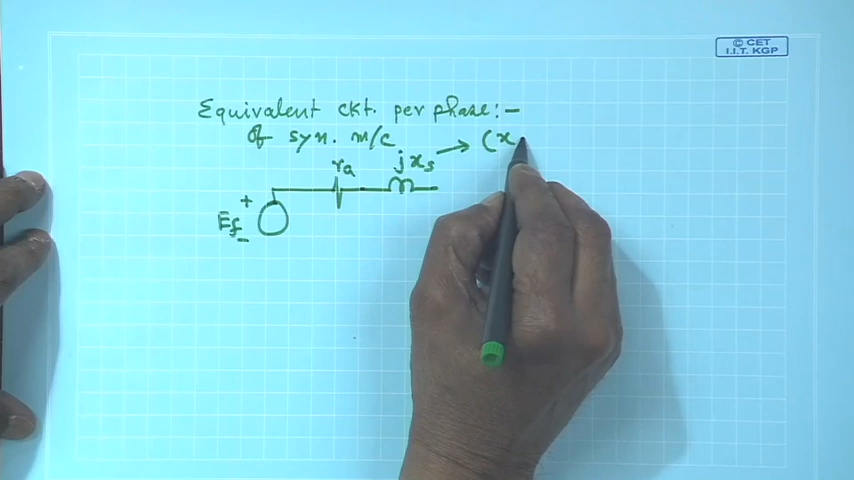 © CET
I.I.T. KGP
Equivalent ckt. per phase:-
Of syn. m/c
ra jxs → (x
+
Ef
-